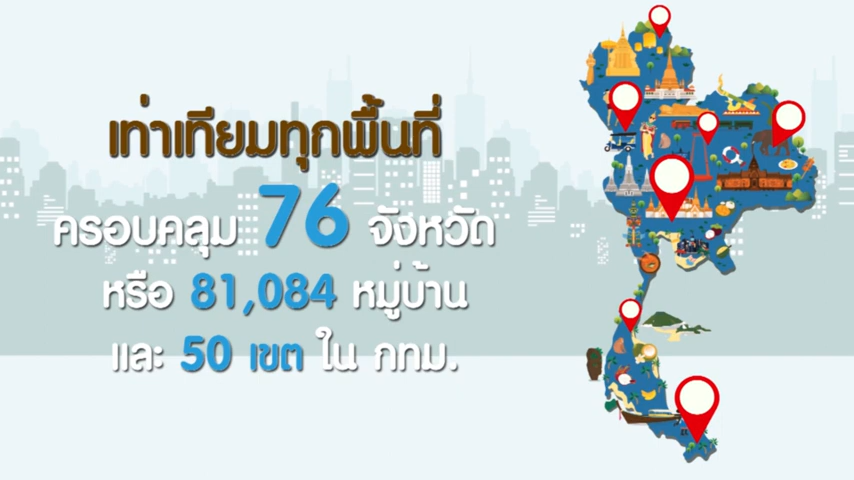 เท่าเทียมทุกพื้นที่
ครอบคลุม 76 จังหวัด
หรือ 81,084 หมู่บ้าน
และ 50 เขต ใน กทม.